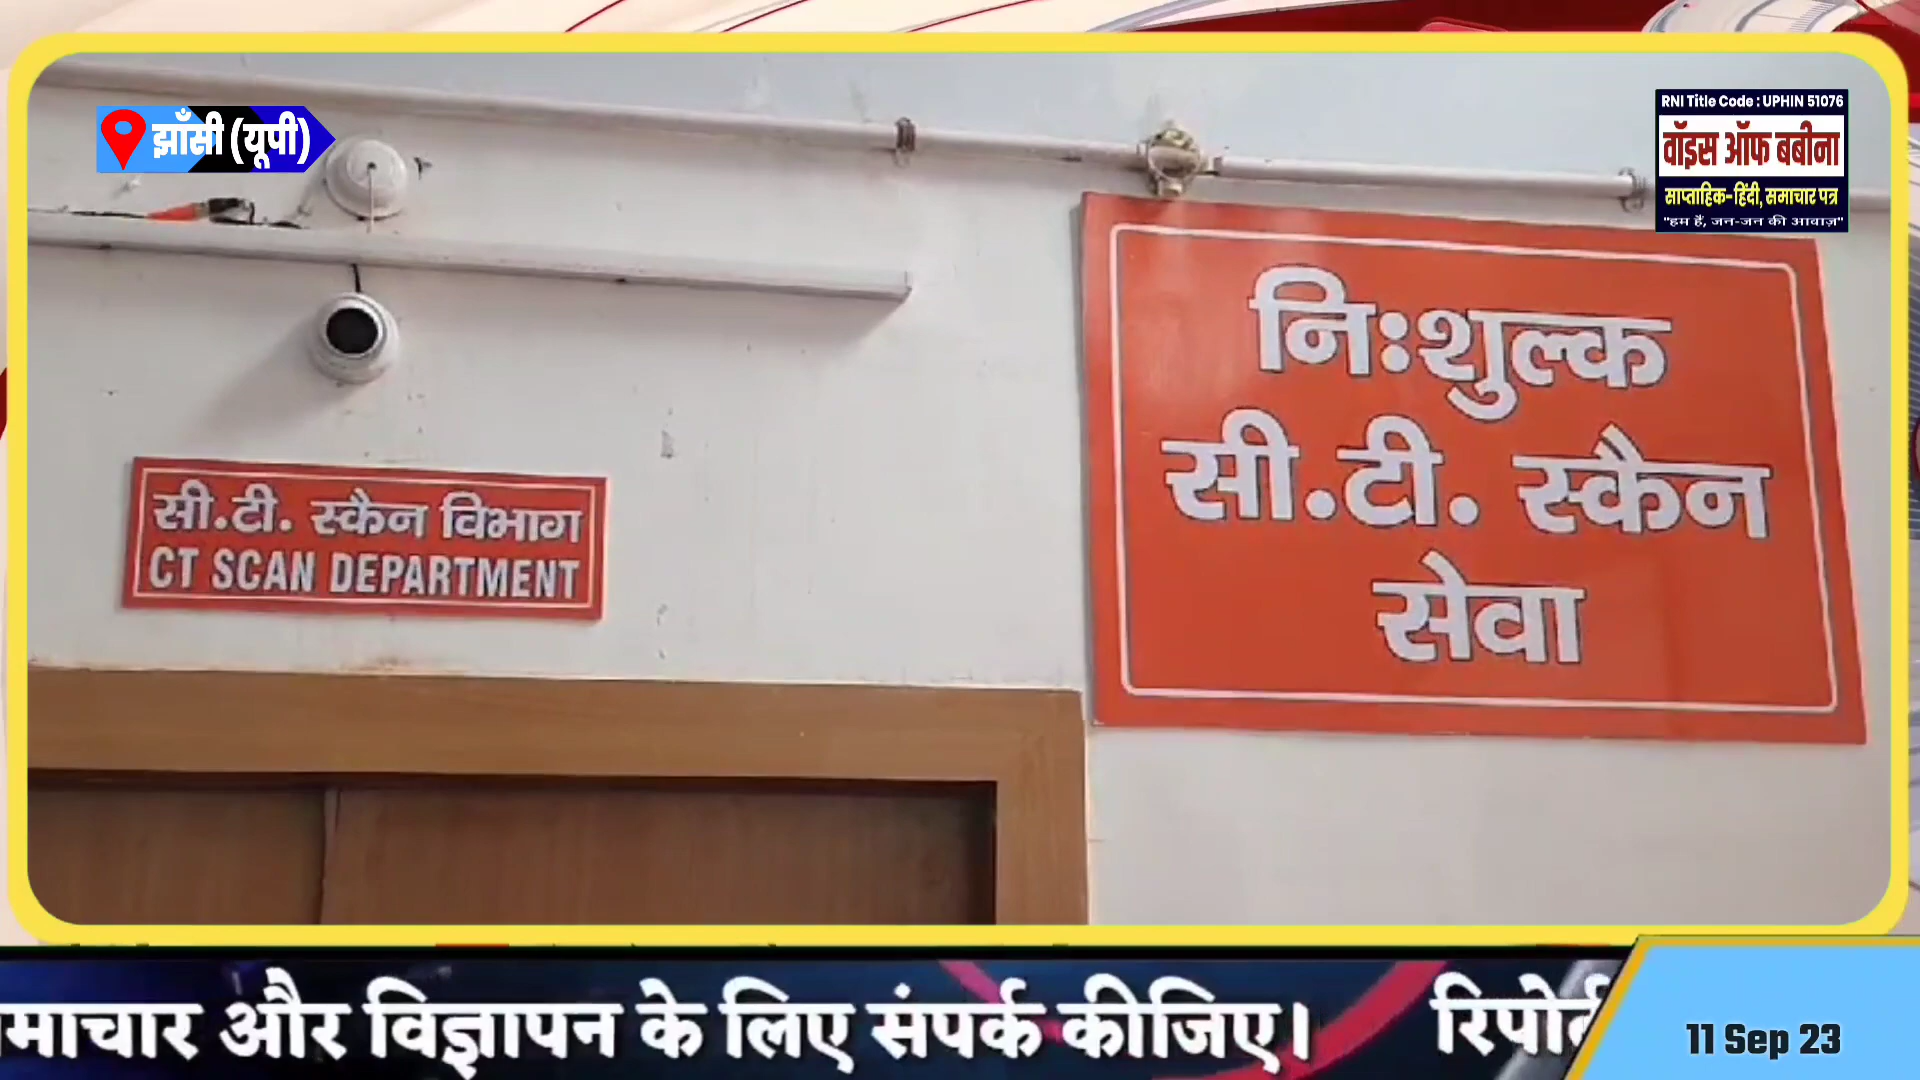 झाँसी (यूपी)
RNI Title Code : UPHIN 51076
वॉइस ऑफ बबीना
साप्ताहिक-हिंदी, समाचार पत्र
"हम हैं, जन-जन की आवाज़"
निःशुल्क
सी.टी. स्कैन
सेवा
सी.टी. स्कैन विभाग
CT SCAN DEPARTMENT
और विज्ञापन के लिए संपर्क कीजिए।
11 Sep 23